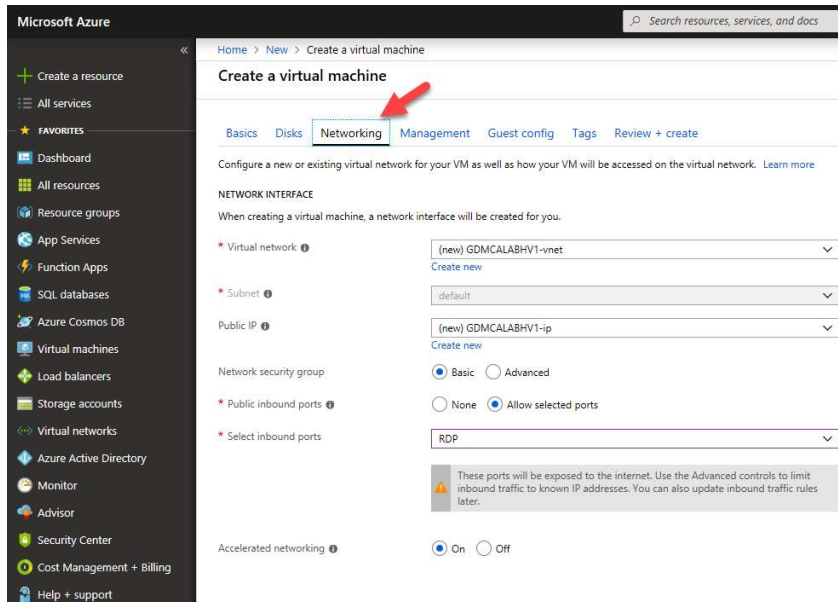 Microsoft Azure
Search resources, services, and docs
«
Create a resource
All services
FAVORITES
Dashboard
All resources
Resource groups
App Services
Function Apps
SQL databases
Azure Cosmos DB
Virtual machines
Load balancers
Storage accounts
Virtual networks
Azure Active Directory
Monitor
Advisor
Security Center
Cost Management + Billing
Help + support
Home > New > Create a virtual machine
Create a virtual machine
Basics Disks Networking Management Guest config Tags Review + create
Configure a new or existing virtual network for your VM as well as how your VM will be accessed on the virtual network. Learn more
NETWORK INTERFACE
When creating a virtual machine, a network interface will be created for you.
* Virtual network (new) GDMCALABHV1-vnet
Create new
* Subnet default
Public IP (new) GDMCALABHV1-ip
Create new
Network security group Basic Advanced
* Public inbound ports None Allow selected ports
* Select inbound ports RDP
These ports will be exposed to the internet. Use the Advanced controls to limit
inbound traffic to known IP addresses. You can also update inbound traffic rules
later.
Accelerated networking On Off